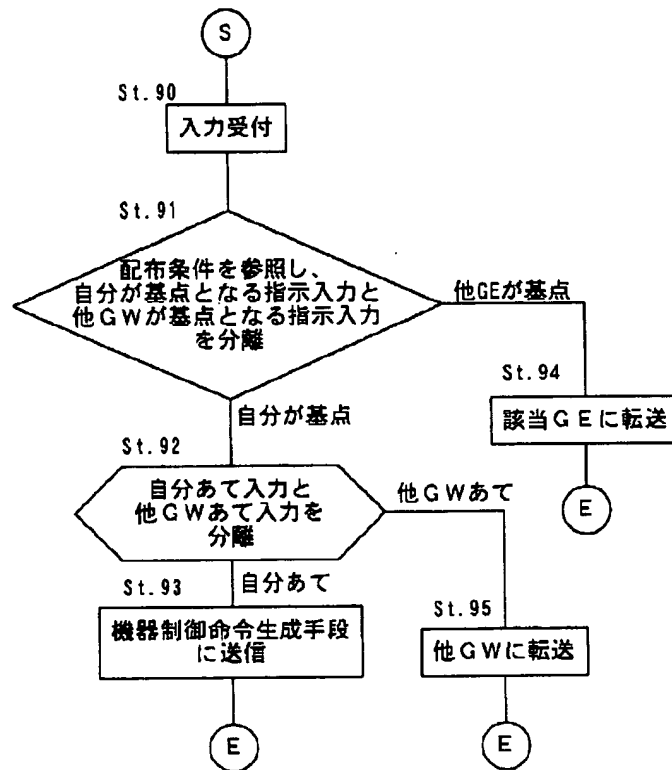 S
St.90
入力受付
St.91
配布条件を参照し、
自分が基点となる指示入力と
他GWが基点となる指示入力
を分離
他GEが基点
St.94
該当GEに転送
E
自分が基点
St.92
自分あて入力と
他GWあて入力を
分離
他GWあて
St.93
自分あて
機器制御命令生成手段
に送信
E
St.95
他GWに転送
E